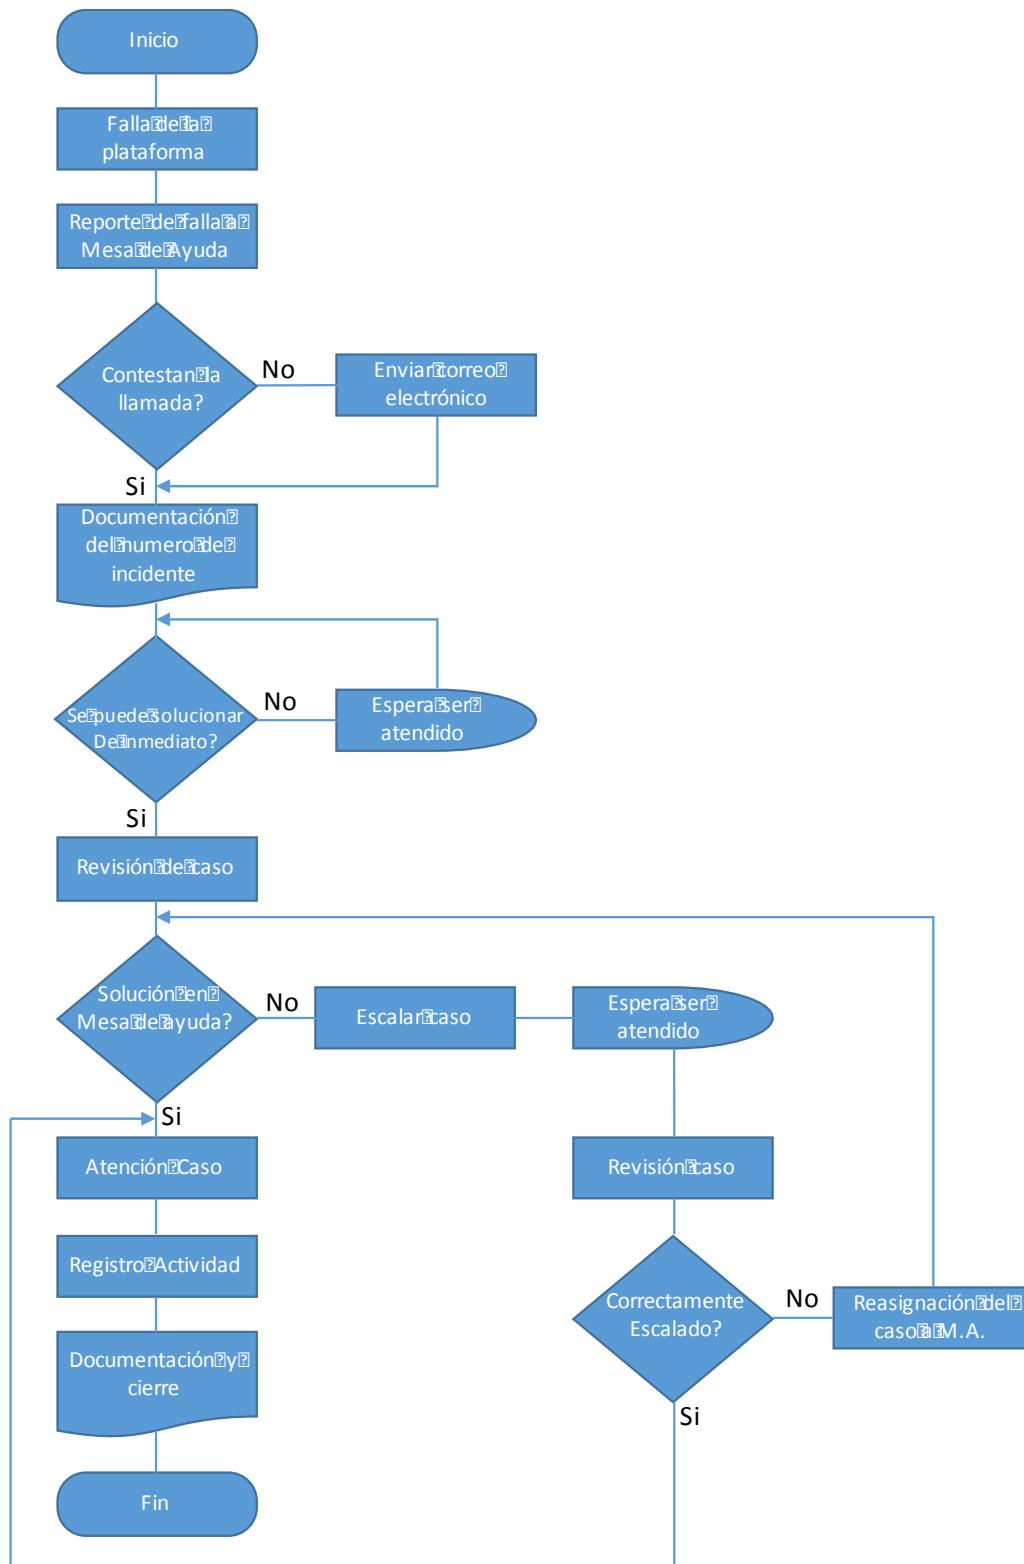 Inicio
Falla de la
plataforma
Reporte de falla a
Mesa de Ayuda
Contestan la
llamada?
No
Enviar correo
electrónico
Si
Documentación
del numero de
incidente
Se puede solucionar
De inmediato?
No
Espera ser
atendido
Si
Revisión de caso
Solución en
Mesa de ayuda?
No
Escalar caso
Espera ser
atendido
Si
Atención Caso
Revisión caso
Registro Actividad
Correctamente
Escalado?
No
Reasignación del
caso a M.A.
Documentación y
cierre
Si
Fin